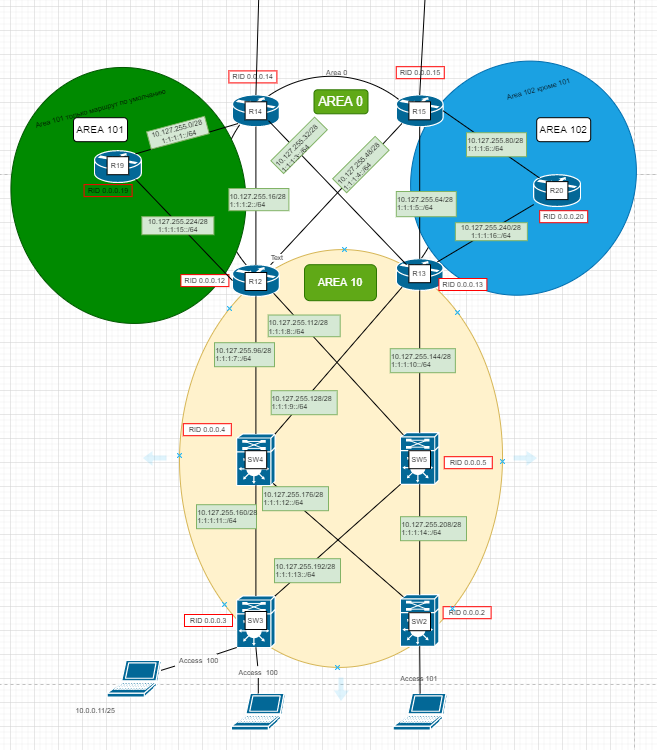 RID 0.0.0.14
Area 0
RID 0.0.0.15
R14
AREA 0
R15
Area 101 только маршрут по умолчанию
Area 102 кроме 101
AREA 101
AREA 102
10.127.255.0/28
1:1:1:1::/64
10.127.255.32/28
1:1:1:3::/64
10.127.255.48/28
1:1:1:4::/64
10.127.255.80/28
1:1:1:6::/64
R19
R20
RID 0.0.0.19
10.127.255.16/28
1:1:1:2::/64
10.127.255.64/28
1:1:1:5::/64
RID 0.0.0.20
10.127.255.224/28
1:1:1:15::/64
10.127.255.240/28
1:1:1:16::/64
Text
RID 0.0.0.12
R12
AREA 10
R13
RID 0.0.0.13
10.127.255.112/28
1:1:1:8::/64
10.127.255.96/28
1:1:1:7::/64
10.127.255.144/28
1:1:1:10::/64
10.127.255.128/28
1:1:1:9::/64
RID 0.0.0.4
SW4
SW5
RID 0.0.0.5
10.127.255.176/28
1:1:1:12::/64
10.127.255.160/28
1:1:1:11::/64
10.127.255.208/28
1:1:1:14::/64
10.127.255.192/28
1:1:1:13::/64
RID 0.0.0.3
SW3
SW2
RID 0.0.0.2
Access 100
Access 100
Access 101
10.0.0.11/25